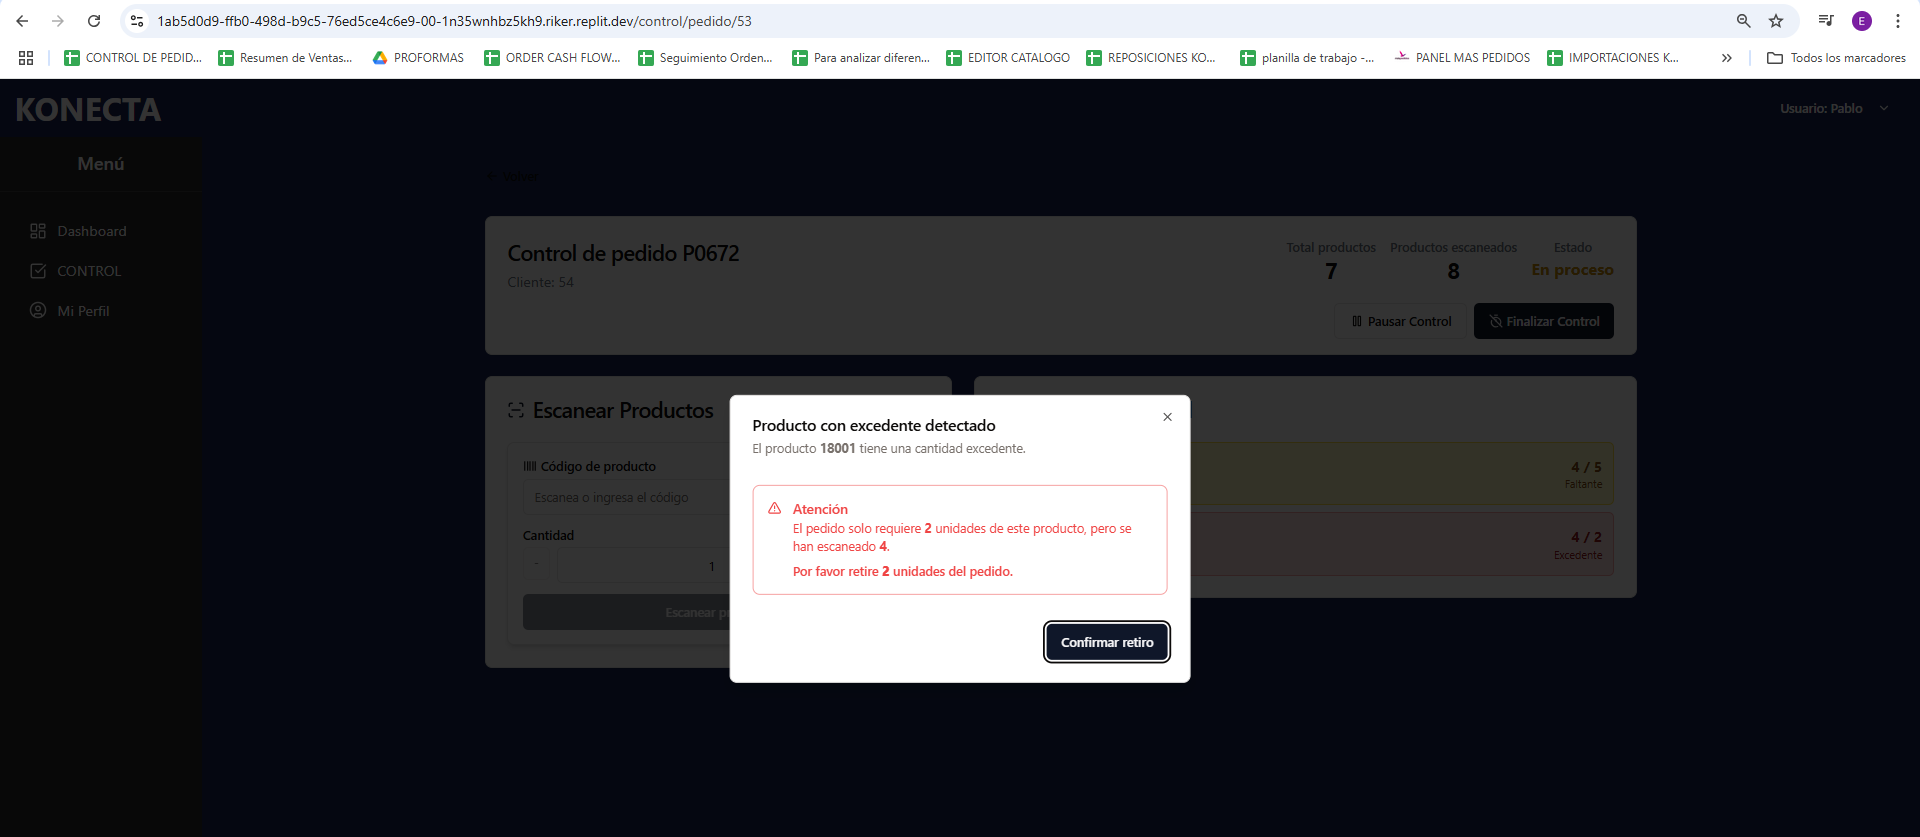 1ab5d0d9-ffb0-498d-b9c5-76ed5ce4c6e9-00-1n35wnhbz5kh9.riker.replit.dev/control/pedido/53
E
CONTROL DE PEDID...
Resumen de Ventas...
PROFORMAS
ORDER CASH FLOW...
Seguimiento Orden...
Para analizar diferen...
EDITOR CATALOGO
REPOSICIONES KO...
planilla de trabajo -...
PANEL MAS PEDIDOS
IMPORTACIONES K...
Todos los marcadores
KONECTA
Usuario: Pablo
Menú
Dashboard
CONTROL
Mi Perfil
Volver
Control de pedido P0672
Cliente: 54
Total productos
7
Productos escaneados
8
Estado
En proceso
Pausar Control
Finalizar Control
Escanear Productos
Código de producto
Escanea o ingresa el código
Cantidad
-
1
Escanear
4 / 5
Faltante
4 / 2
Excedente
Producto con excedente detectado
El producto 18001 tiene una cantidad excedente.
Atención
El pedido solo requiere 2 unidades de este producto, pero se
han escaneado 4.
Por favor retire 2 unidades del pedido.
Confirmar retiro